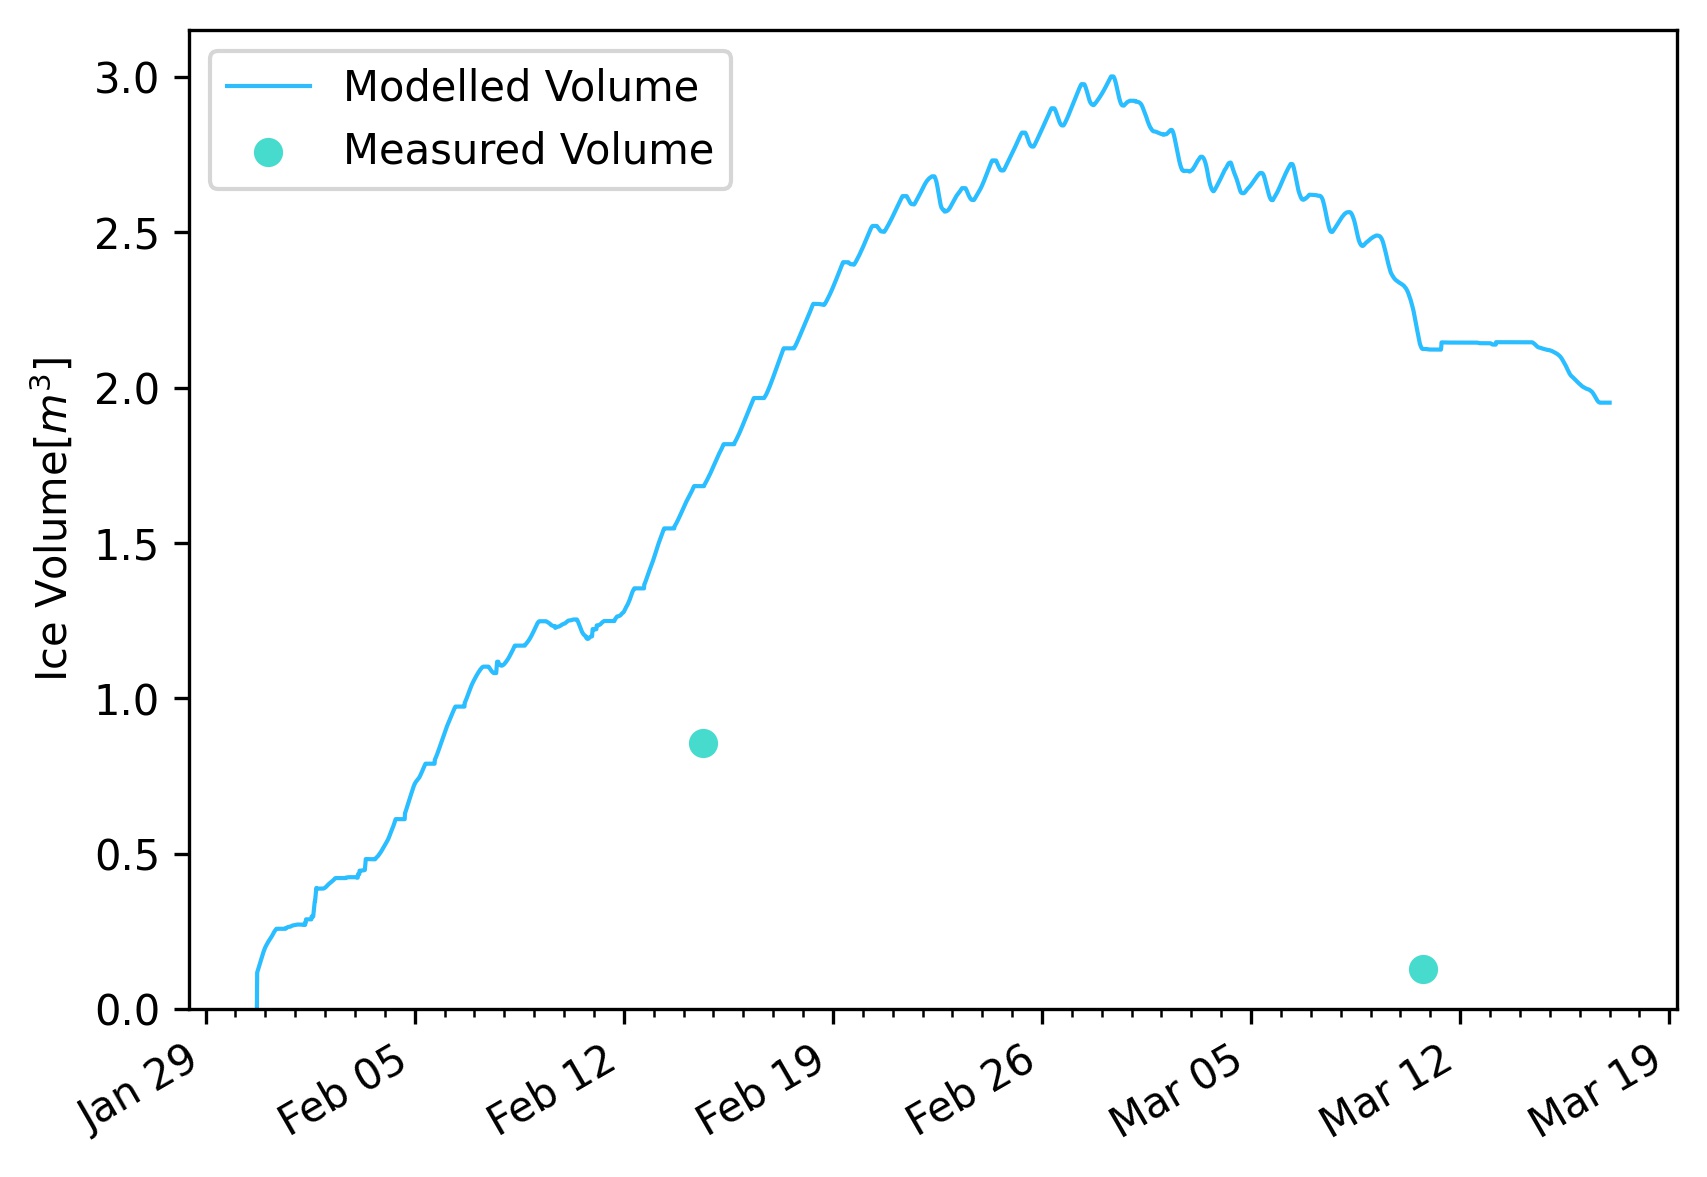 Modelled Volume
Measured Volume
Ice Volume[m³]
3.0
2.5
2.0
1.5
1.0
0.5
0.0
Jan 29
Feb 05
Feb 12
Feb 19
Feb 26
Mar 05
Mar 12
Mar 19